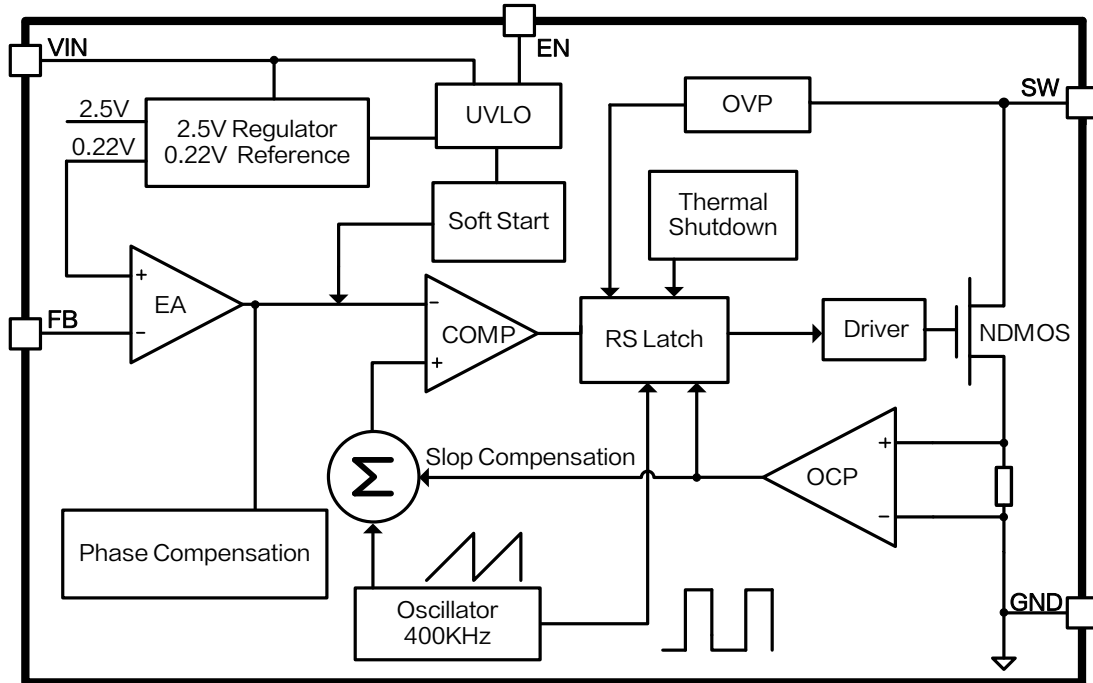 VIN
EN
SW
2.5V
0.22V
2.5V Regulator
0.22V Reference
UVLO
OVP
Soft Start
Thermal
Shutdown
+
EA
−
FB
−
COMP
+
RS Latch
Driver
NDMOS
Σ
Slop Compensation
+
OCP
−
Phase Compensation
Oscillator
400KHz
GND